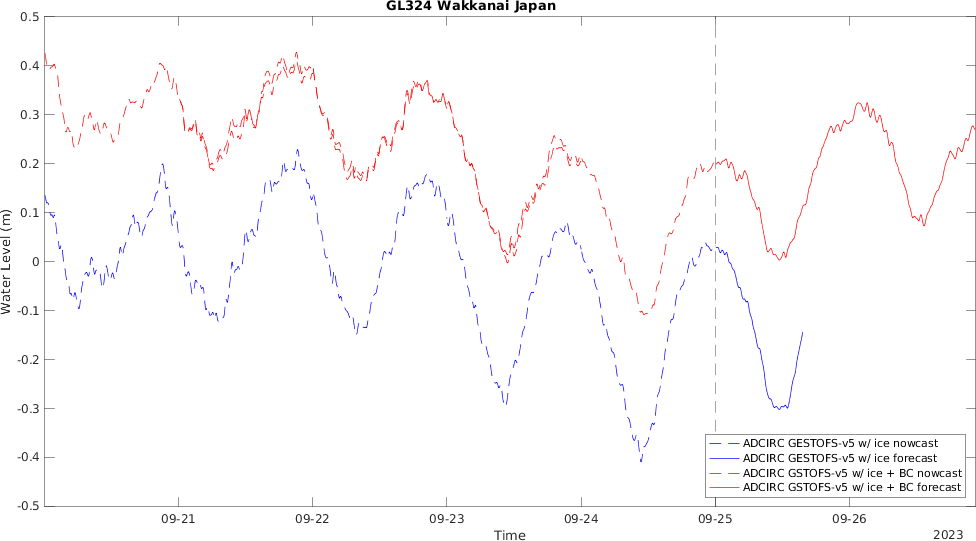 GL324 Wakkanai Japan
0.5
0.4
0.3
0.2
0.1
0
-0.1
-0.2
-0.3
-0.4
-0.5
Water Level (m)
ADCIRC GESTOFS-v5 w/ ice nowcast
ADCIRC GESTOFS-v5 w/ ice forecast
ADCIRC GSTOFS-v5 w/ ice + BC nowcast
ADCIRC GSTOFS-v5 w/ ice + BC forecast
09-21 09-22 09-23 09-24 09-25 09-26
Time
2023